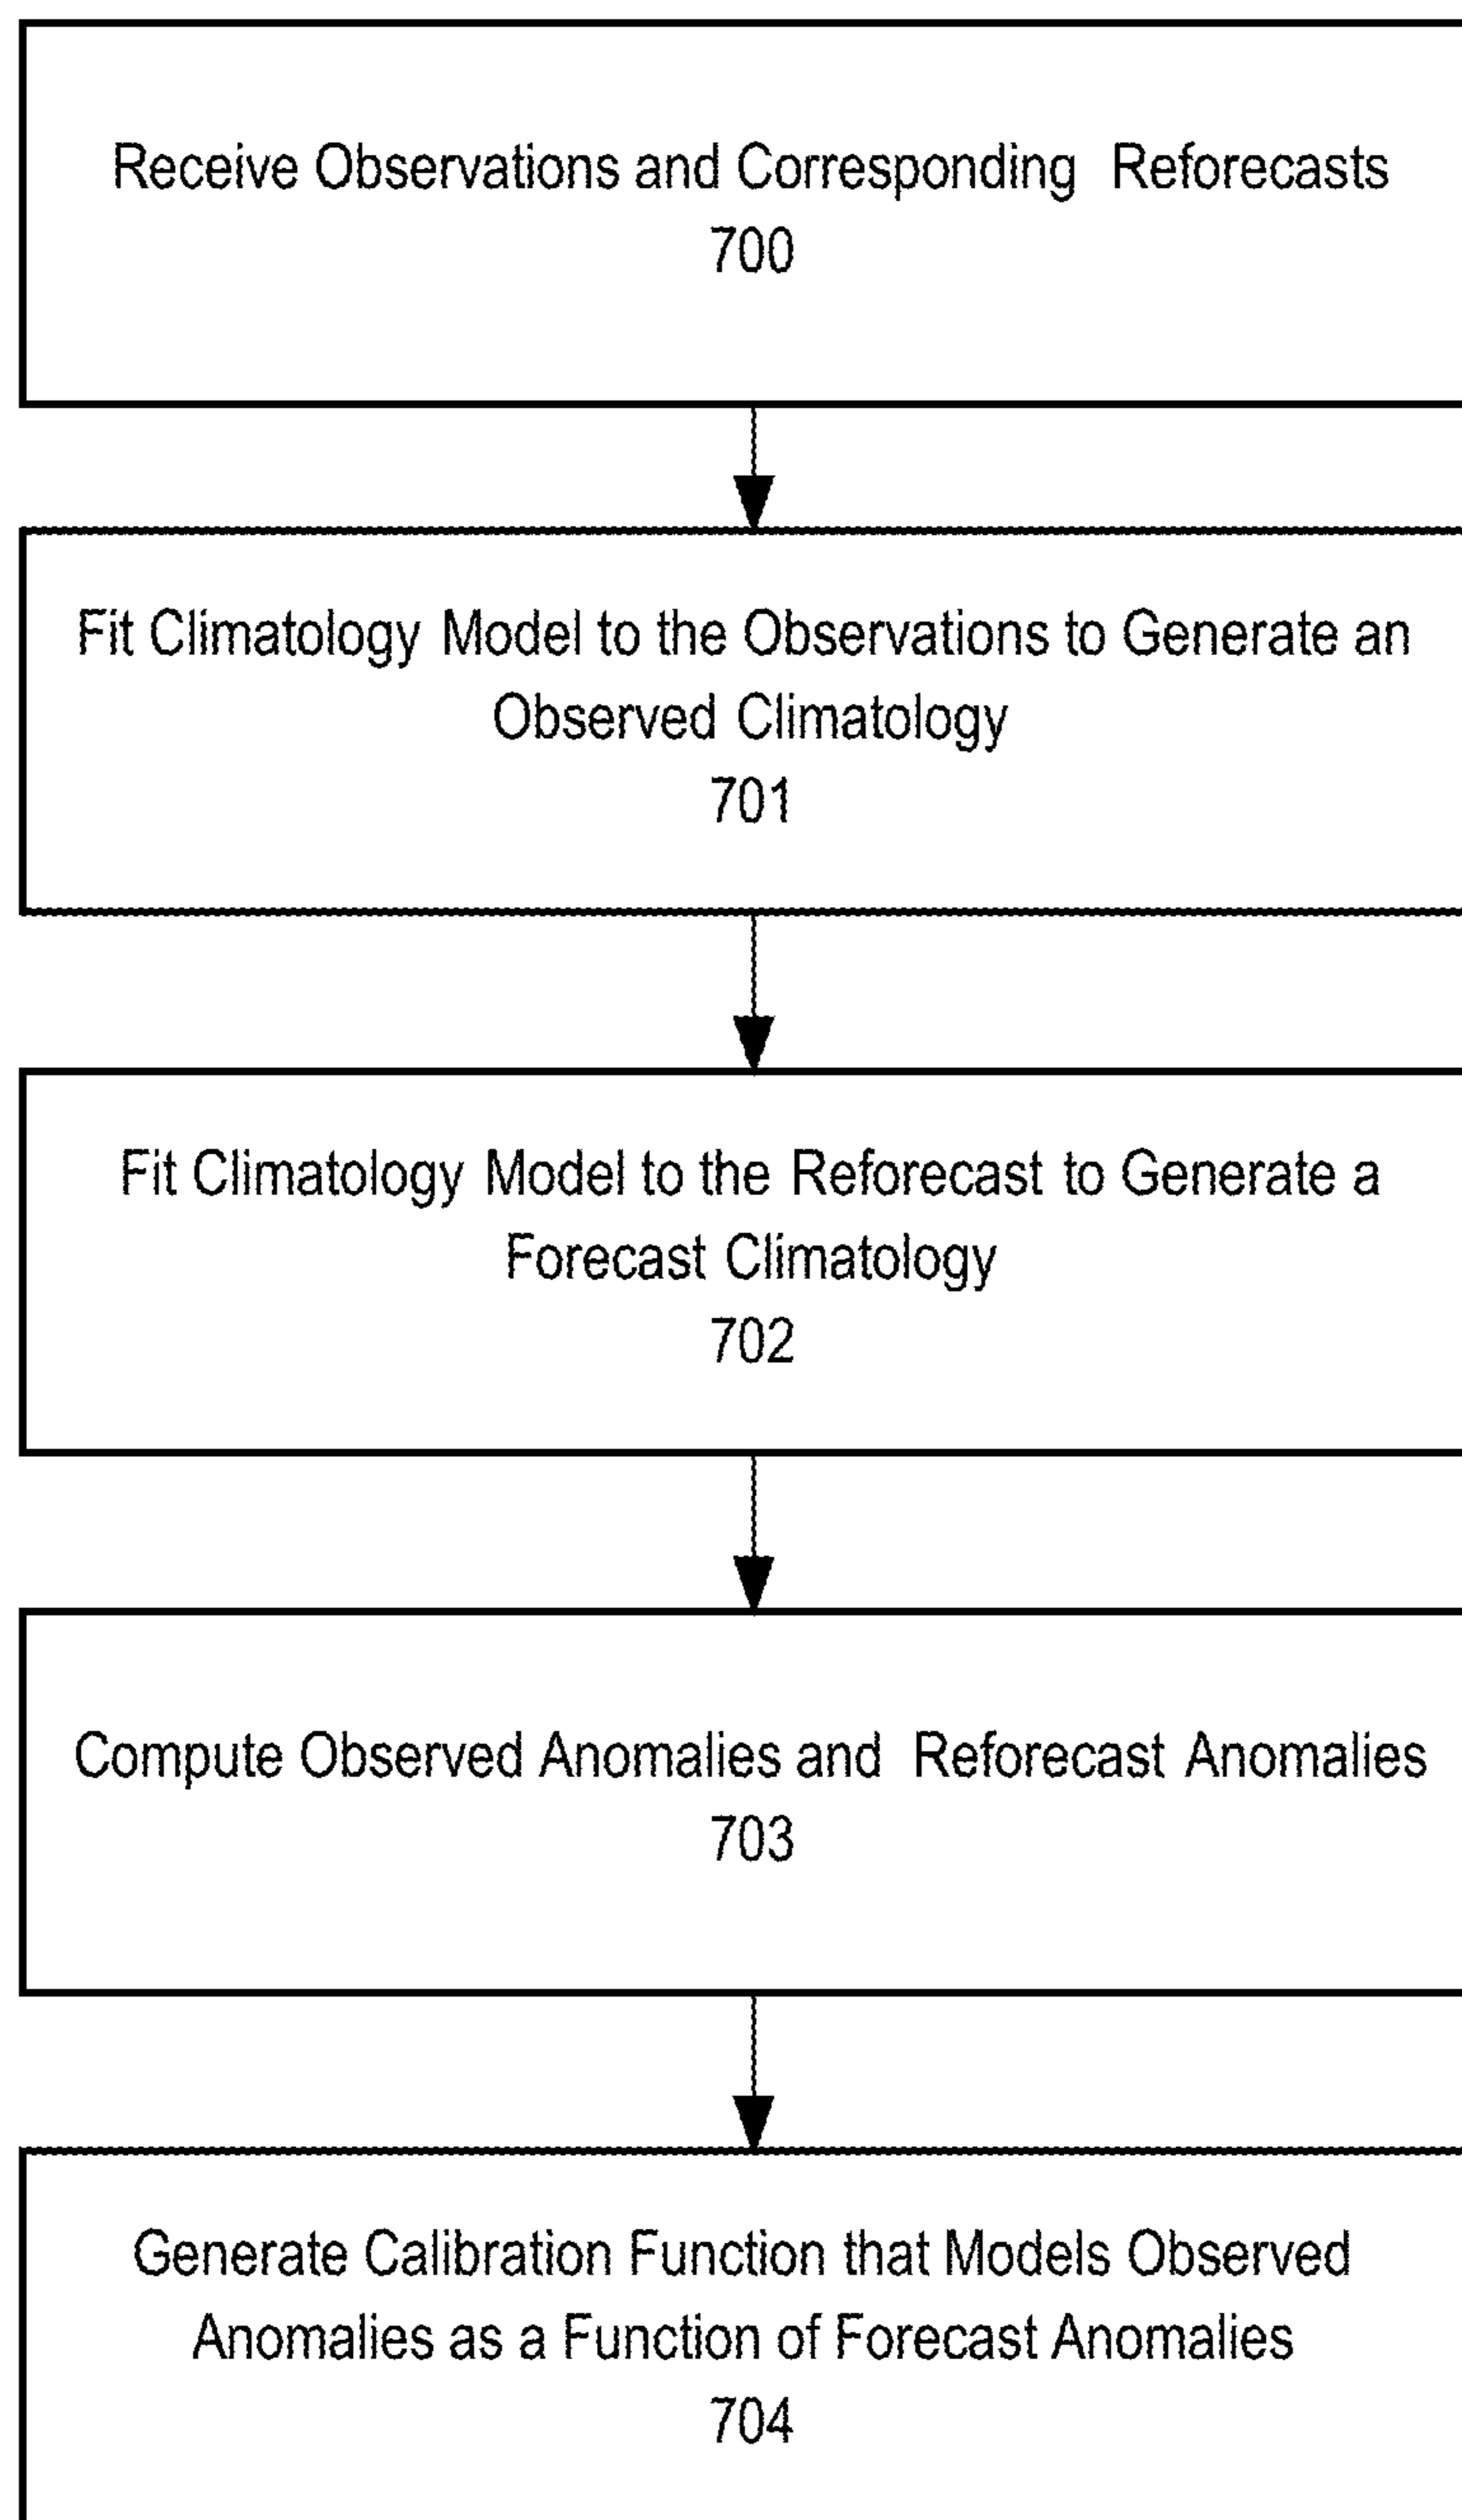 Receive Observations and Corresponding Reforecasts
700
Fit Climatology Model to the Observations to Generate an
Observed Climatology
701
Fit Climatology Model to the Reforecast to Generate a
Forecast Climatology
702
Compute Observed Anomalies and Reforecast Anomalies
703
Generate Calibration Function that Models Observed
Anomalies as a Function of Forecast Anomalies
704